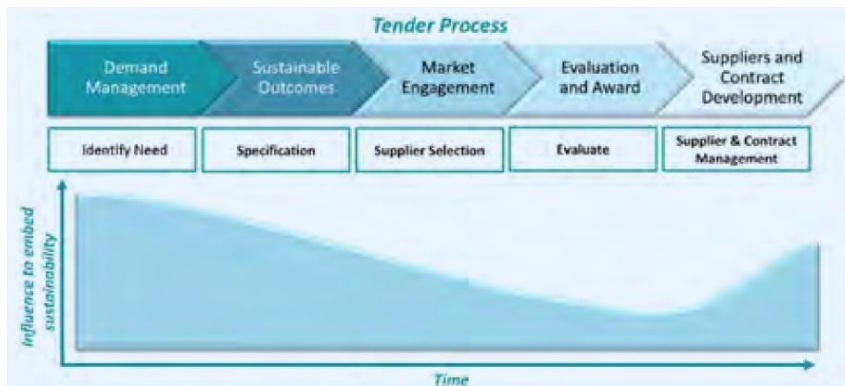 Tender Process
Demand
Management
Sustainable
Outcomes
Market
Engagement
Evaluation
and Award
Suppliers and
Contract
Development
Identify Need
Specification
Supplier Selection
Evaluate
Supplier & Contract
Management
Influence to embed
sustainability
Time